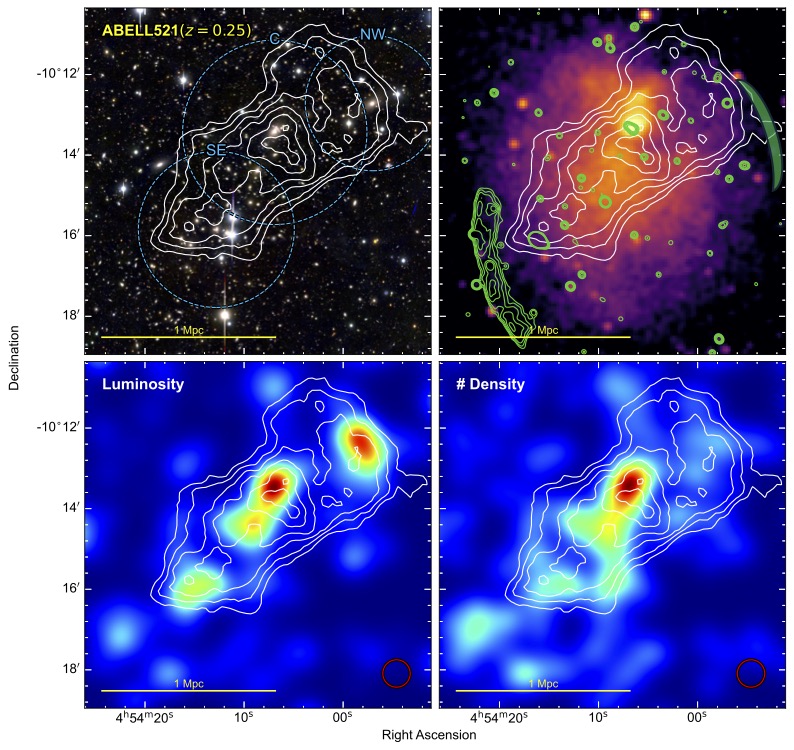 ABELL521(z = 0.25)
C
NW
SE
1 Mpc
1 Mpc
-10°12′
14′
16′
18′
Luminosity
# Density
1 Mpc
1 Mpc
-10°12′
14′
16′
18′
4ʰ54ᵐ20ˢ
10ˢ
00ˢ
4ʰ54ᵐ20ˢ
10ˢ
00ˢ
Declination
Right Ascension